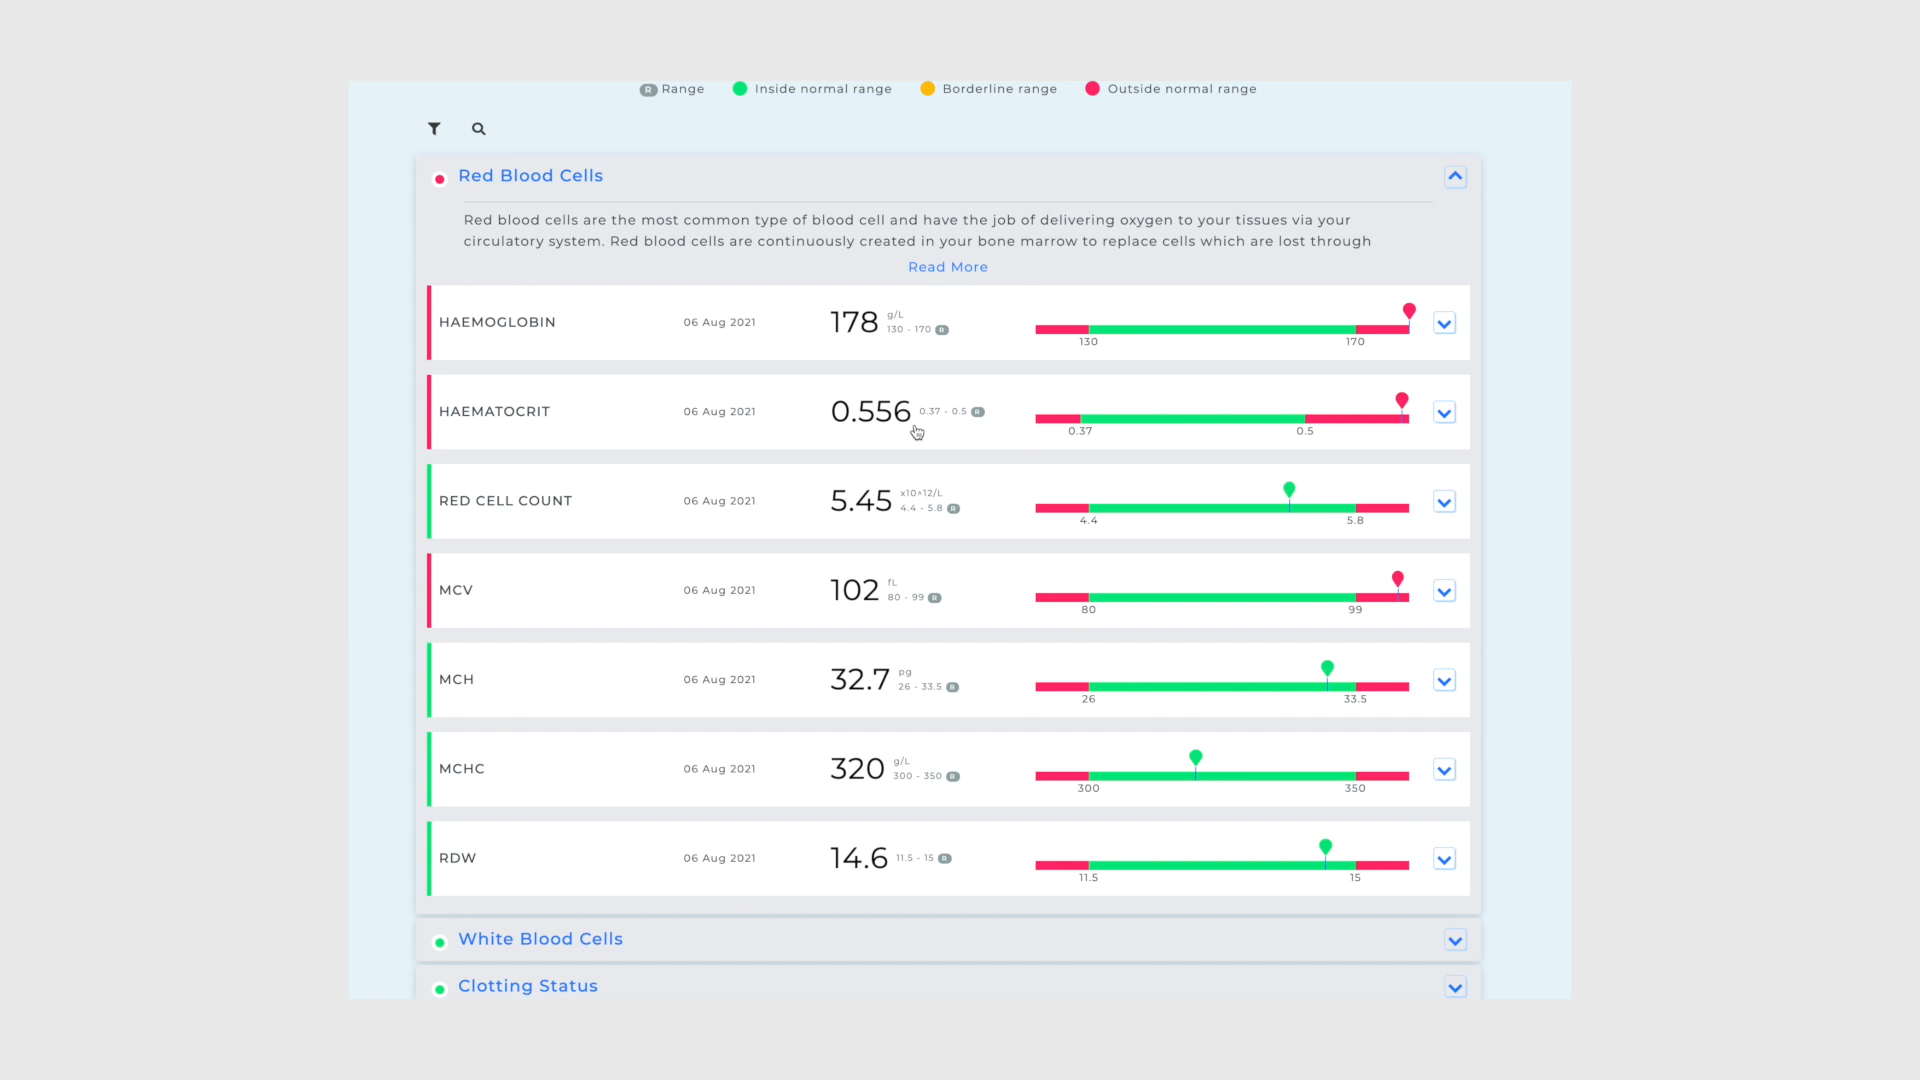 R Range Inside normal range Borderline range Outside normal range
Red Blood Cells
Red blood cells are the most common type of blood cell and have the job of delivering oxygen to your tissues via your
circulatory system. Red blood cells are continuously created in your bone marrow to replace cells which are lost through
Read More
HAEMOGLOBIN 06 Aug 2021 178 g/L 130 - 170 R
130 170
HAEMATOCRIT 06 Aug 2021 0.556 0.37 - 0.5 R
0.37 0.5
RED CELL COUNT 06 Aug 2021 5.45 x10^12/L 4.4 - 5.8 R
4.4 5.8
MCV 06 Aug 2021 102 fL 80 - 99 R
80 99
MCH 06 Aug 2021 32.7 pg 26 - 33.5 R
26 33.5
MCHC 06 Aug 2021 320 g/L 300 - 350 R
300 350
RDW 06 Aug 2021 14.6 11.5 - 15 R
11.5 15
White Blood Cells
Clotting Status